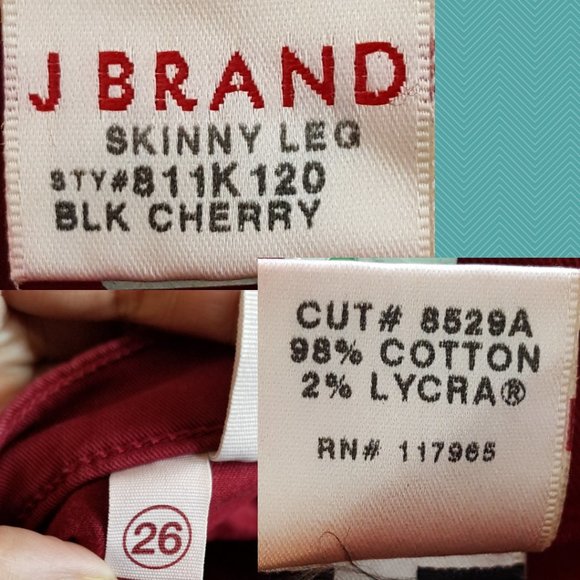 J BRAND
SKINNY LEG
STY#811K120
BLK CHERRY
CUT# 8529A
98% COTTON
2% LYCRA®
RN# 117965
26